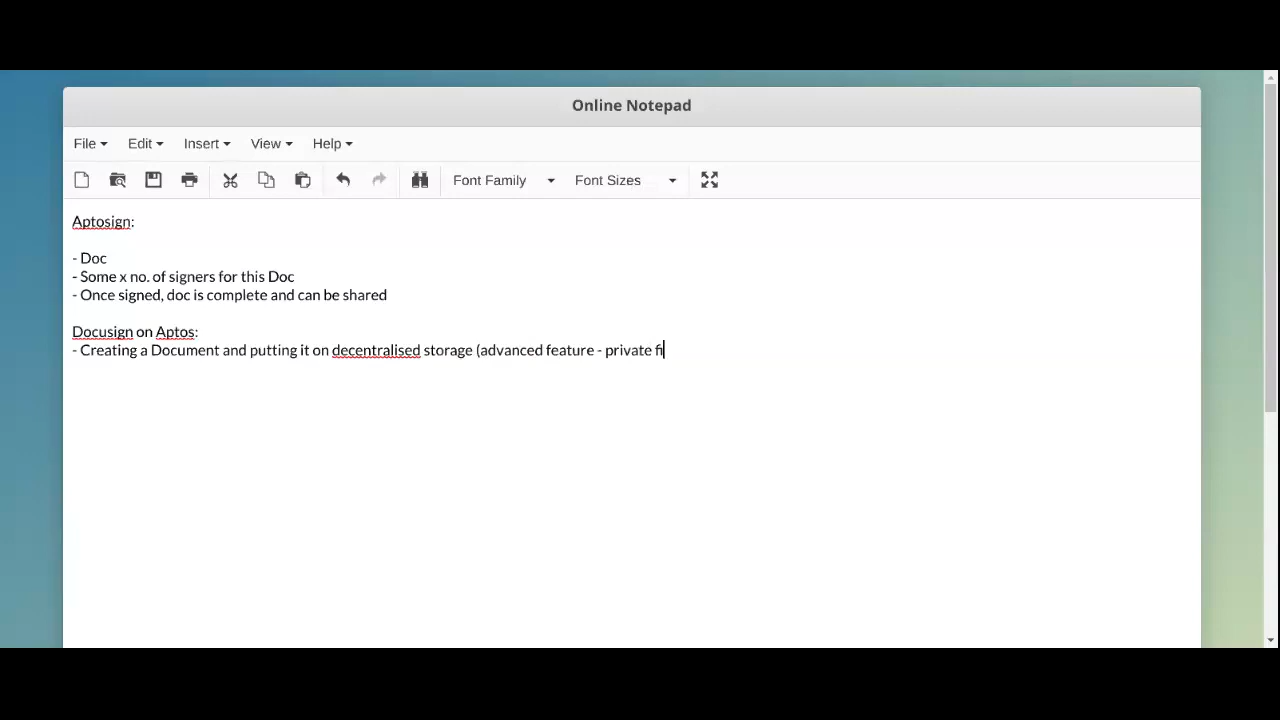 Online Notepad
File Edit Insert View Help
Font Family Font Sizes
Aptosign:
- Doc
- Some x no. of signers for this Doc
- Once signed, doc is complete and can be shared
Docusign on Aptos:
- Creating a Document and putting it on decentralised storage (advanced feature - private fi